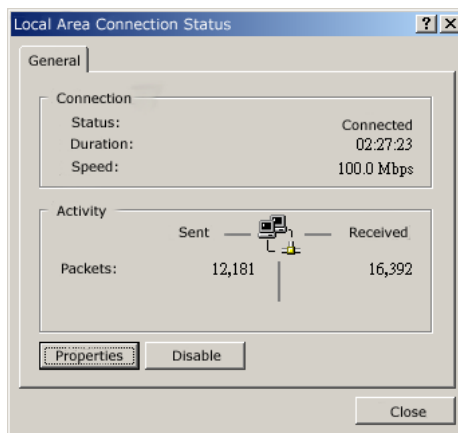 Local Area Connection Status
General
Connection
Status: Connected
Duration: 02:27:23
Speed: 100.0 Mbps
Activity
Sent Received
Packets: 12,181 16,392
Properties Disable
Close